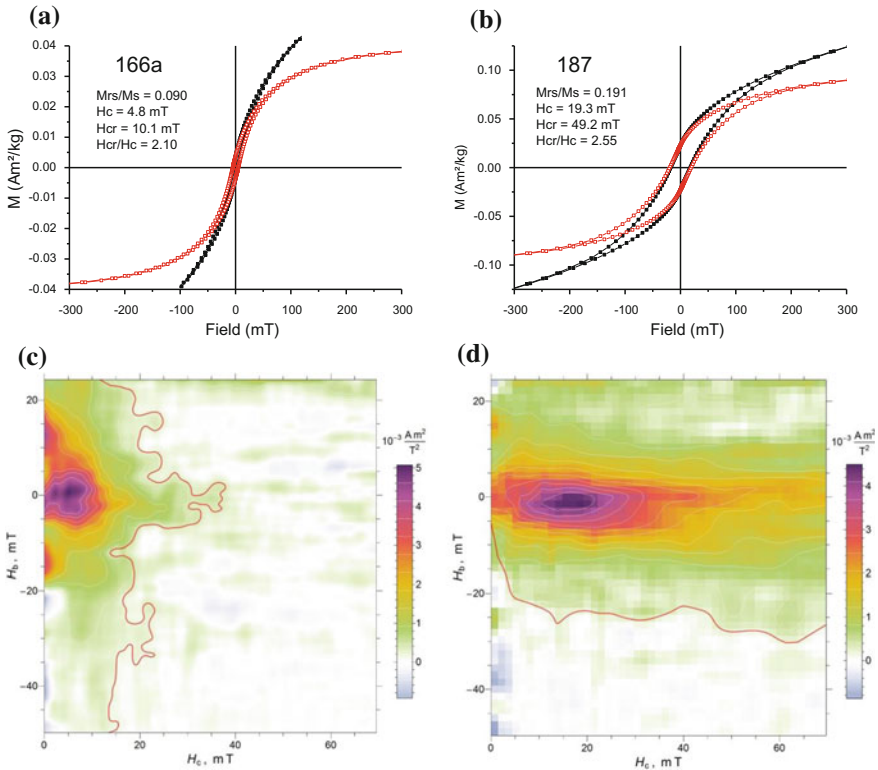 (a)
166a
Mrs/Ms = 0.090
Hc = 4.8 mT
Hcr = 10.1 mT
Hcr/Hc = 2.10
M (Am²/kg)
0.04
0.03
0.02
0.01
0.00
-0.01
-0.02
-0.03
-0.04
-300 -200 -100 0 100 200 300
Field (mT)
(b)
187
Mrs/Ms = 0.191
Hc = 19.3 mT
Hcr = 49.2 mT
Hcr/Hc = 2.55
M (Am²/kg)
0.10
0.05
0.00
-0.05
-0.10
-300 -200 -100 0 100 200 300
Field (mT)
(c)
20
0
−20
−40
H_b, mT
0 20 40 60
H_c, mT
10⁻³ Am²/T²
5
4
3
2
1
0
(d)
20
0
−20
−40
H_b, mT
0 20 40 60
H_c, mT
10⁻³ Am²/T²
4
3
2
1
0